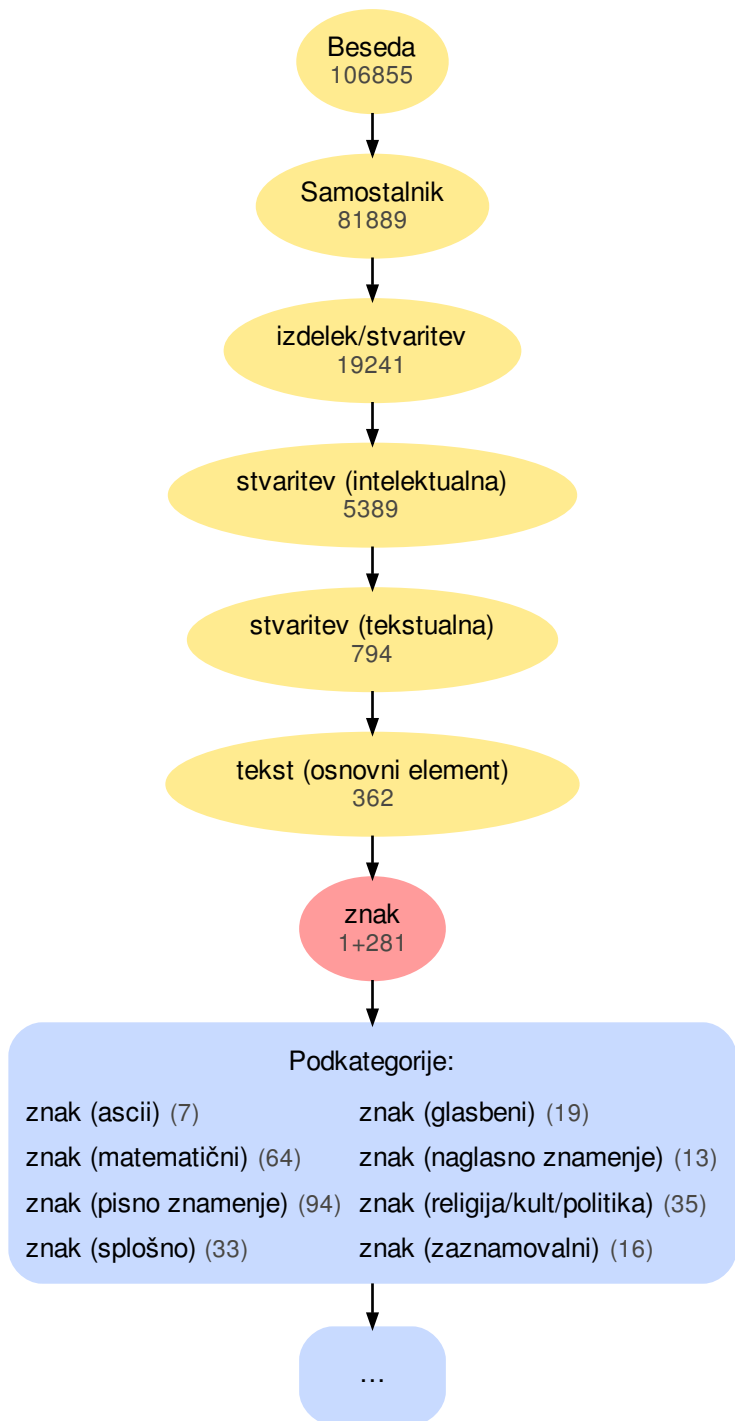 Beseda
106855
Samostalnik
81889
izdelek/stvaritev
19241
stvaritev (intelektualna)
5389
stvaritev (tekstualna)
794
tekst (osnovni element)
362
znak
1+281
Podkategorije:
znak (ascii) (7) znak (glasbeni) (19)
znak (matematični) (64) znak (naglasno znamenje) (13)
znak (pisno znamenje) (94) znak (religija/kult/politika) (35)
znak (splošno) (33) znak (zaznamovalni) (16)
...